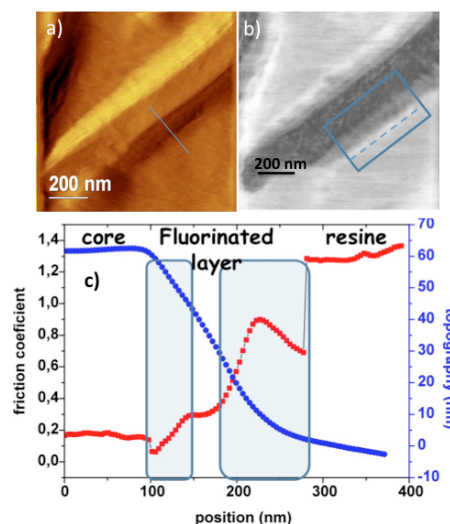 a)
b)
200 nm
200 nm
core
Fluorinated
layer
resine
c)
1,4
1,2
1,0
0,8
0,6
0,4
0,2
0,0
friction coeficient
70
60
50
40
30
20
10
0
-10
topography (nm)
0
100
200
300
400
position (nm)